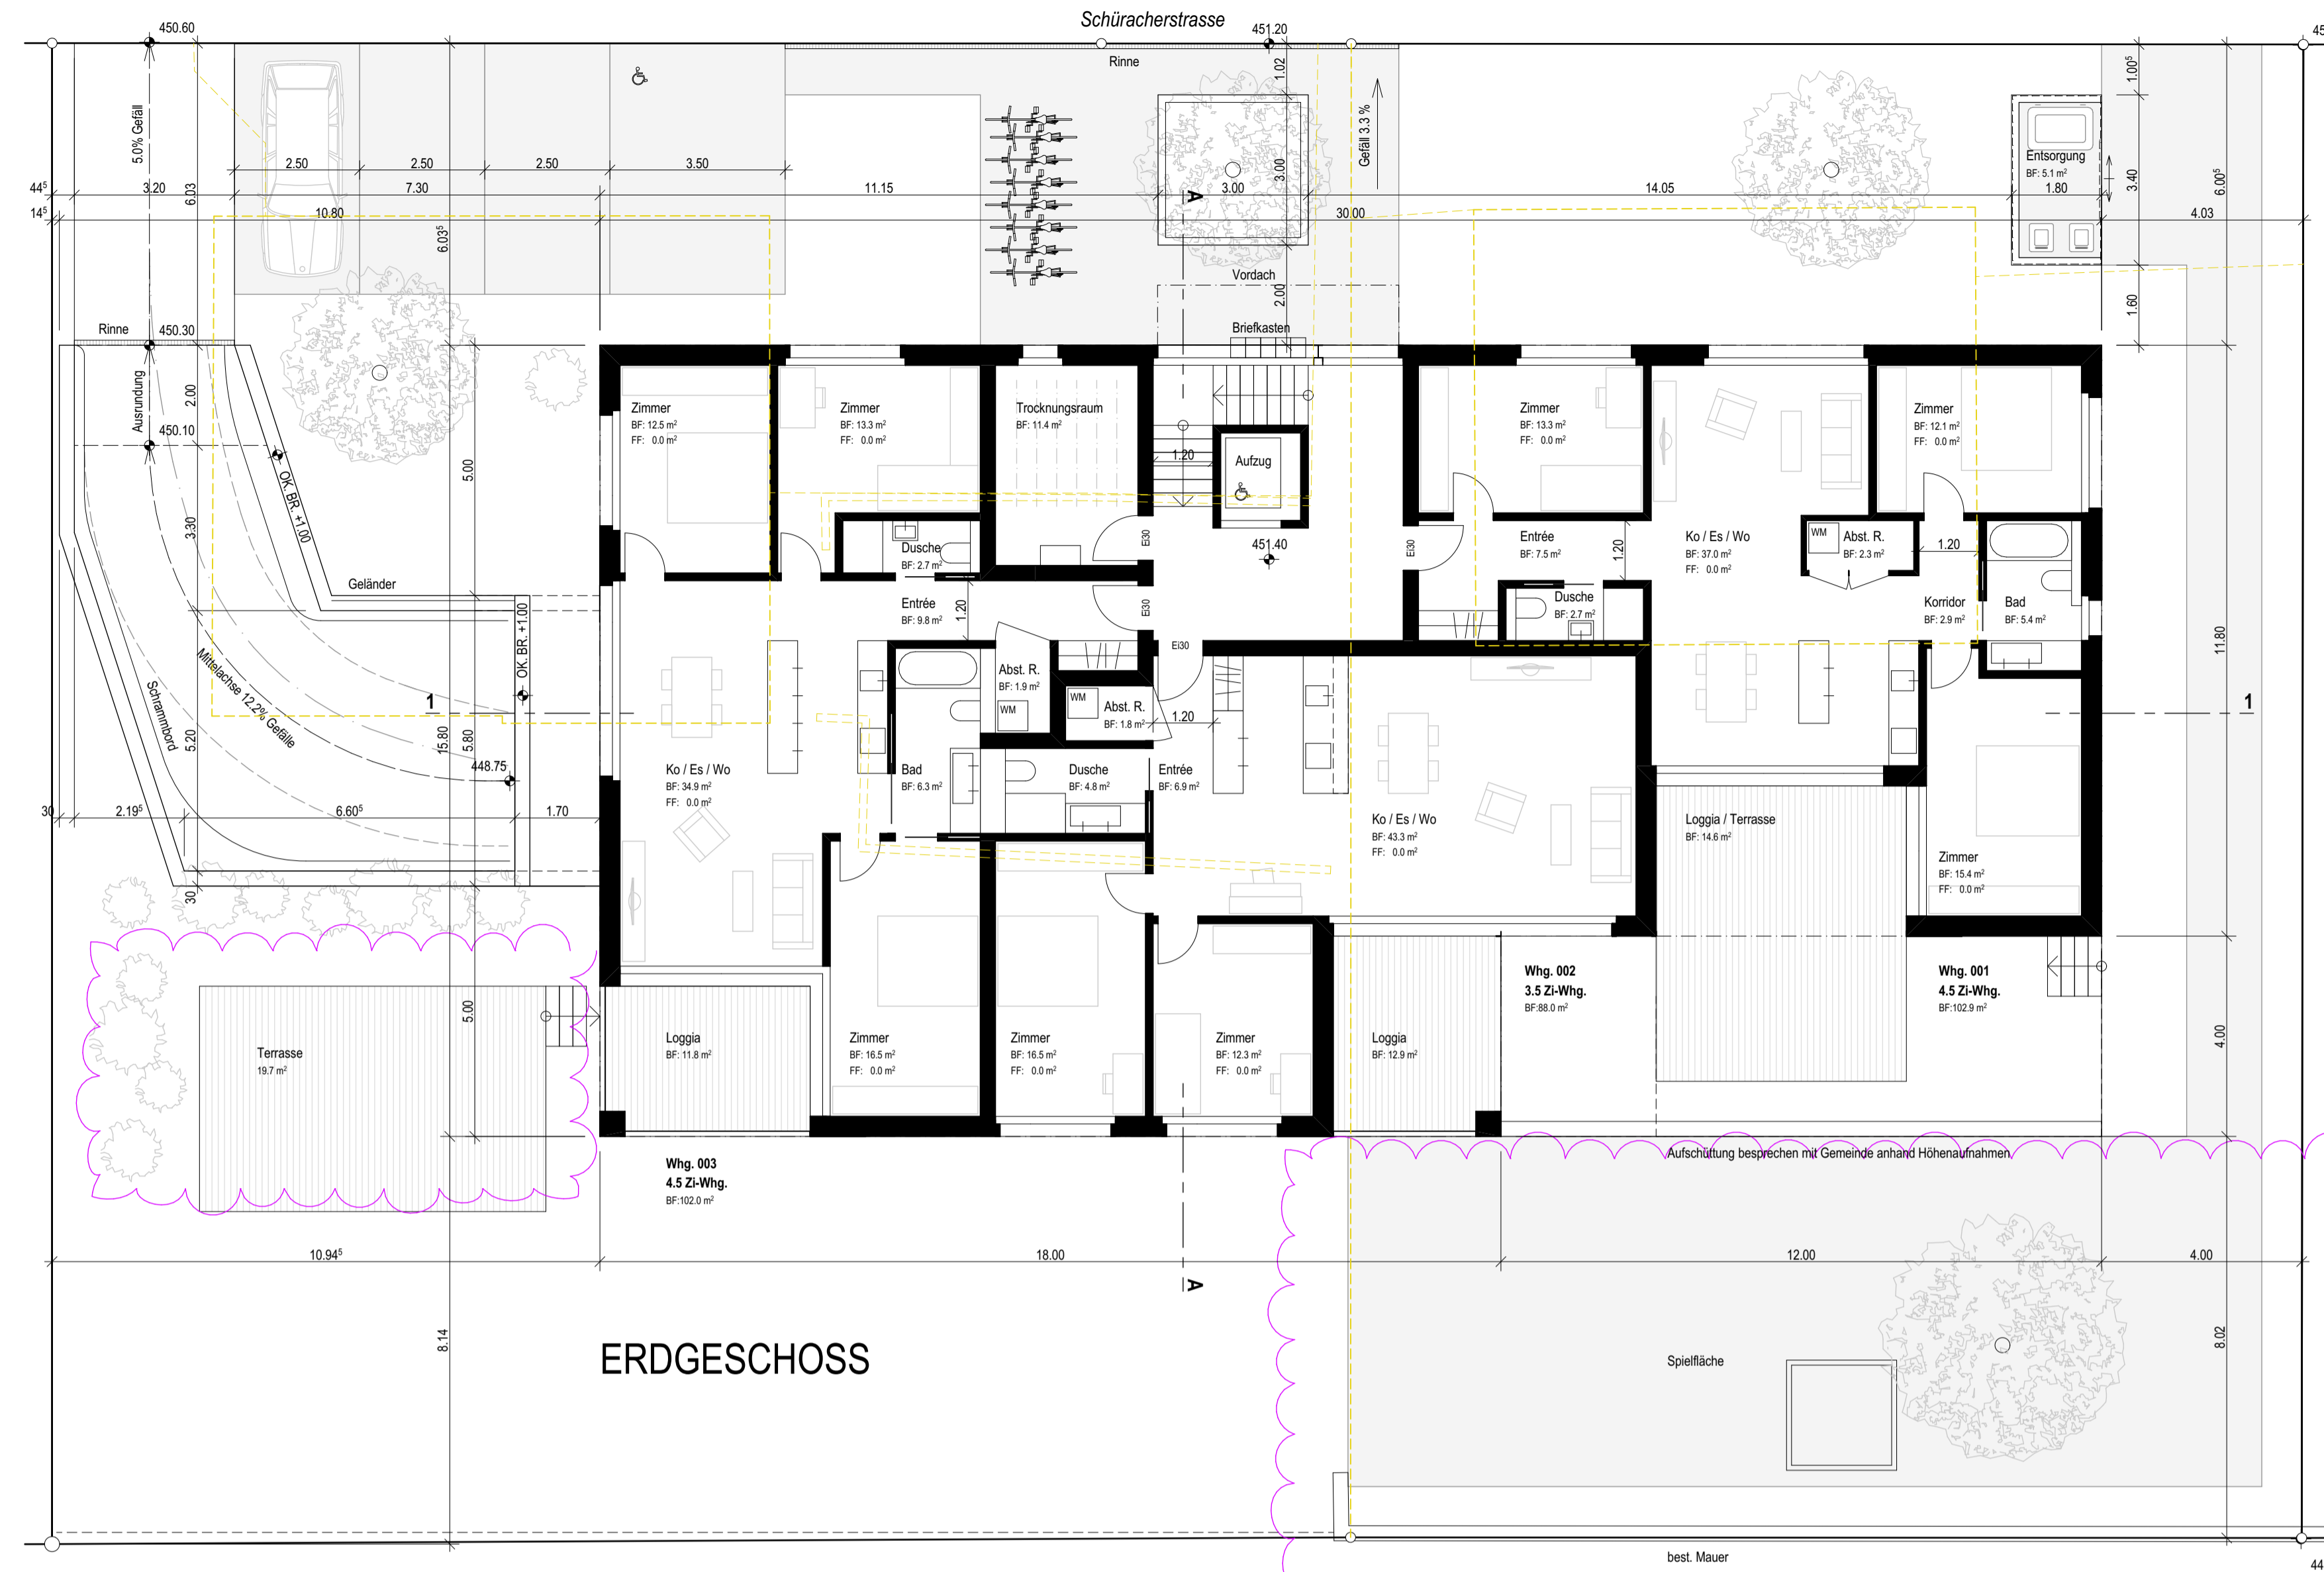 Schüracherstrasse
450.60
451.20
45
Rinne
1.02
1.00⁵
5.0% Gefäll
Gefäll 3.3 %
2.50
2.50
2.50
3.50
3.00
Entsorgung
BF: 5.1 m²
3.40
6.00⁵
44⁵
3.20
6.03
7.30
11.15
A
3.00
14.05
1.80
14⁵
10.80
30.00
4.03
6.03⁵
Vordach
2.00
1.60
Rinne
450.30
Briefkasten
Ausrundung
2.00
450.10
OK. BR. +1.00
5.00
3.30
Zimmer
BF: 12.5 m²
FF: 0.0 m²
Zimmer
BF: 13.3 m²
FF: 0.0 m²
Trocknungsraum
BF: 11.4 m²
1.20
Aufzug
Zimmer
BF: 13.3 m²
FF: 0.0 m²
Zimmer
BF: 12.1 m²
FF: 0.0 m²
Dusche
BF: 2.7 m²
Ei30
451.40
Ei30
Entrée
BF: 7.5 m²
1.20
Ko / Es / Wo
BF: 37.0 m²
FF: 0.0 m²
WM
Abst. R.
BF: 2.3 m²
1.20
Geländer
OK. BR. +1.00
Entrée
BF: 9.8 m²
1.20
Ei30
Ei30
Dusche
BF: 2.7 m²
Korridor
BF: 2.9 m²
Bad
BF: 5.4 m²
11.80
Mittelachse 12.2% Gefälle
Schrammbord
5.20
15.80
5.80
448.75
1
Abst. R.
BF: 1.9 m²
WM
WM
Abst. R.
BF: 1.8 m²
1.20
1
Ko / Es / Wo
BF: 34.9 m²
FF: 0.0 m²
Bad
BF: 6.3 m²
Dusche
BF: 4.8 m²
Entrée
BF: 6.9 m²
30
2.19⁵
6.60⁵
1.70
Ko / Es / Wo
BF: 43.3 m²
FF: 0.0 m²
Loggia / Terrasse
BF: 14.6 m²
Zimmer
BF: 15.4 m²
FF: 0.0 m²
30
5.00
Whg. 002
3.5 Zi-Whg.
BF:88.0 m²
Whg. 001
4.5 Zi-Whg.
BF:102.9 m²
Terrasse
19.7 m²
Loggia
BF: 11.8 m²
Zimmer
BF: 16.5 m²
FF: 0.0 m²
Zimmer
BF: 16.5 m²
FF: 0.0 m²
Zimmer
BF: 12.3 m²
FF: 0.0 m²
Loggia
BF: 12.9 m²
4.00
Whg. 003
4.5 Zi-Whg.
BF:102.0 m²
Aufschüttung besprechen mit Gemeinde anhand Höhenaufnahmen
10.94⁵
18.00
12.00
4.00
A
8.14
ERDGESCHOSS
Spielfläche
8.02
best. Mauer
44